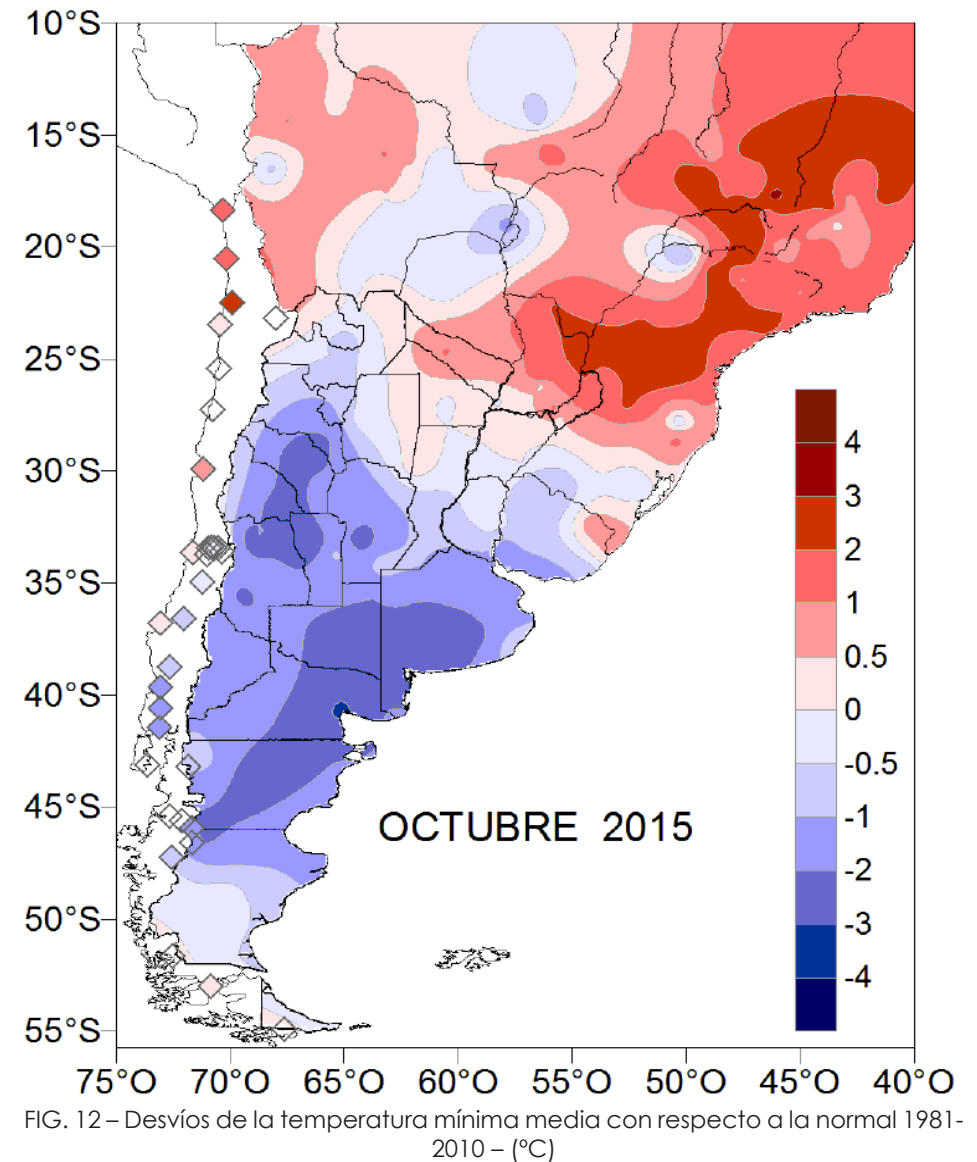 10°S
15°S
20°S
25°S
30°S
35°S
40°S
45°S
50°S
55°S
4
3
2
1
0.5
0
-0.5
-1
-2
-3
-4
OCTUBRE 2015
75°O 70°O 65°O 60°O 55°O 50°O 45°O 40°O
FIG. 12 – Desvíos de la temperatura mínima media con respecto a la normal 1981-
2010 – (ºC)